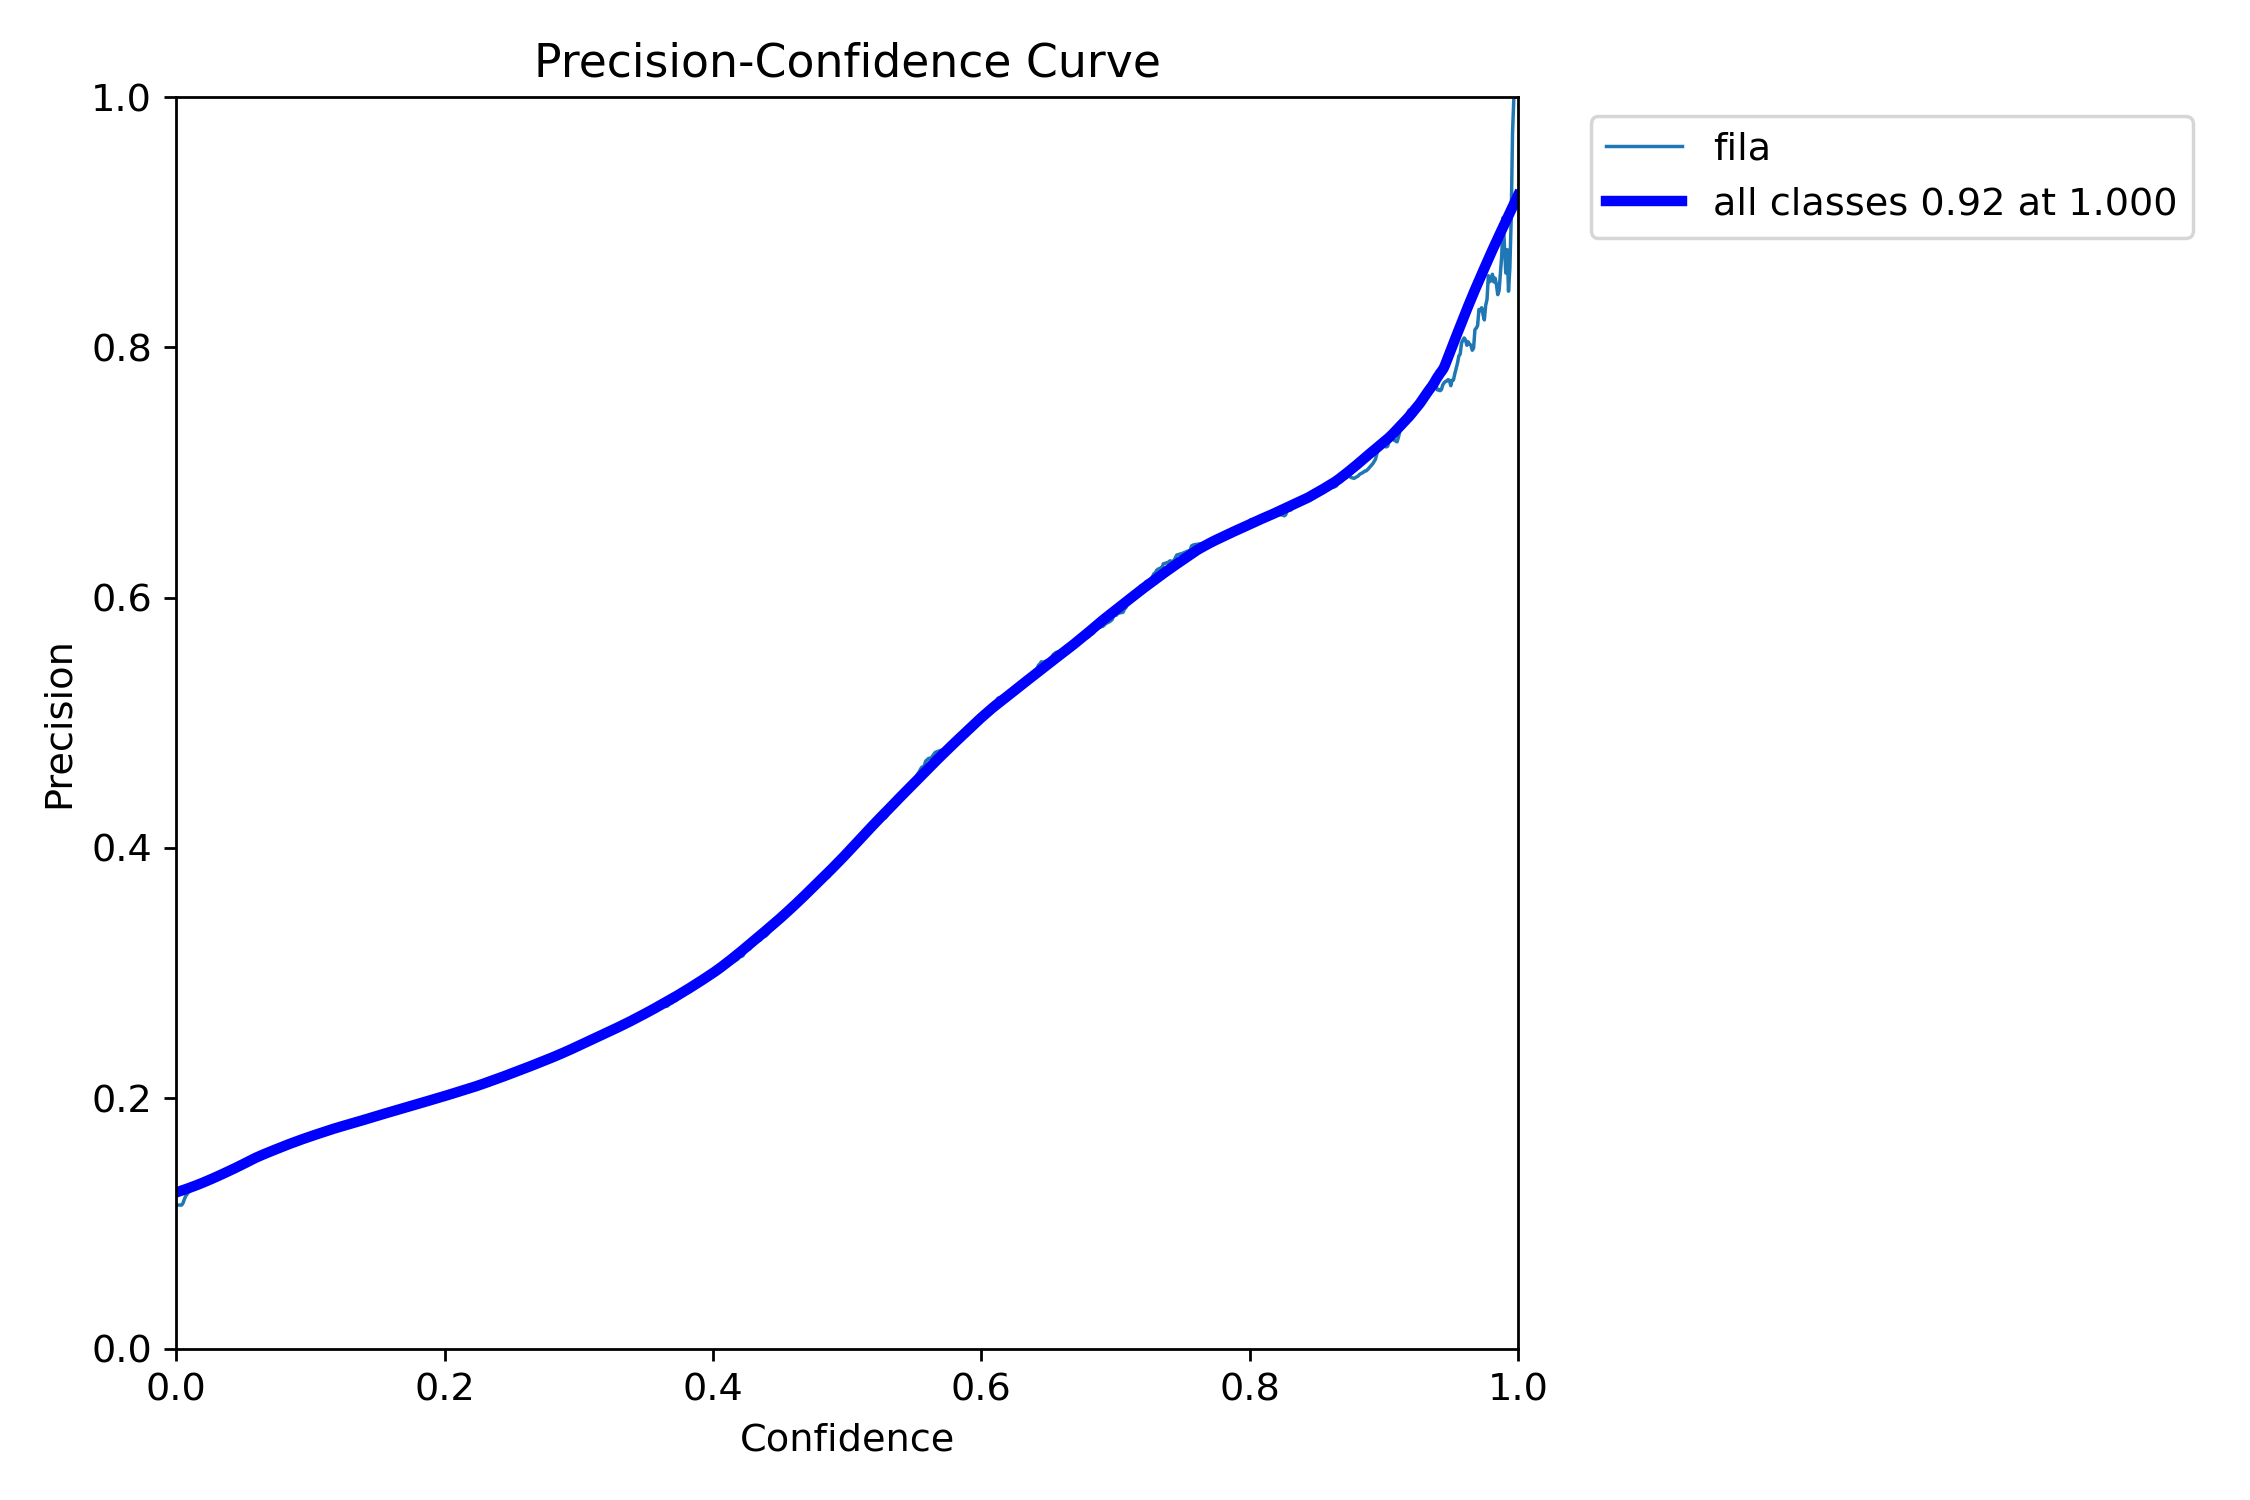 Precision-Confidence Curve
1.0
0.8
0.6
0.4
0.2
0.0
Precision
0.0 0.2 0.4 0.6 0.8 1.0
Confidence
fila
all classes 0.92 at 1.000